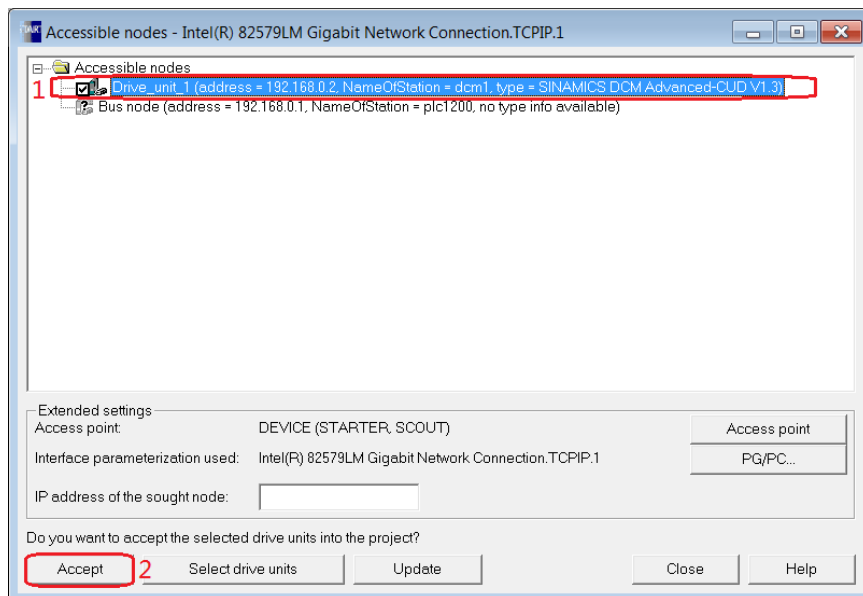 Accessible nodes - Intel(R) 82579LM Gigabit Network Connection.TCPIP.1
Accessible nodes
1 Drive_unit_1 (address = 192.168.0.2, NameOfStation = dcm1, type = SINAMICS DCM Advanced-CUD V1.3)
Bus node (address = 192.168.0.1, NameOfStation = plc1200, no type info available)
Extended settings
Access point: DEVICE (STARTER, SCOUT) Access point
Interface parameterization used: Intel(R) 82579LM Gigabit Network Connection.TCPIP.1 PG/PC...
IP address of the sought node:
Do you want to accept the selected drive units into the project?
Accept 2 Select drive units Update Close Help